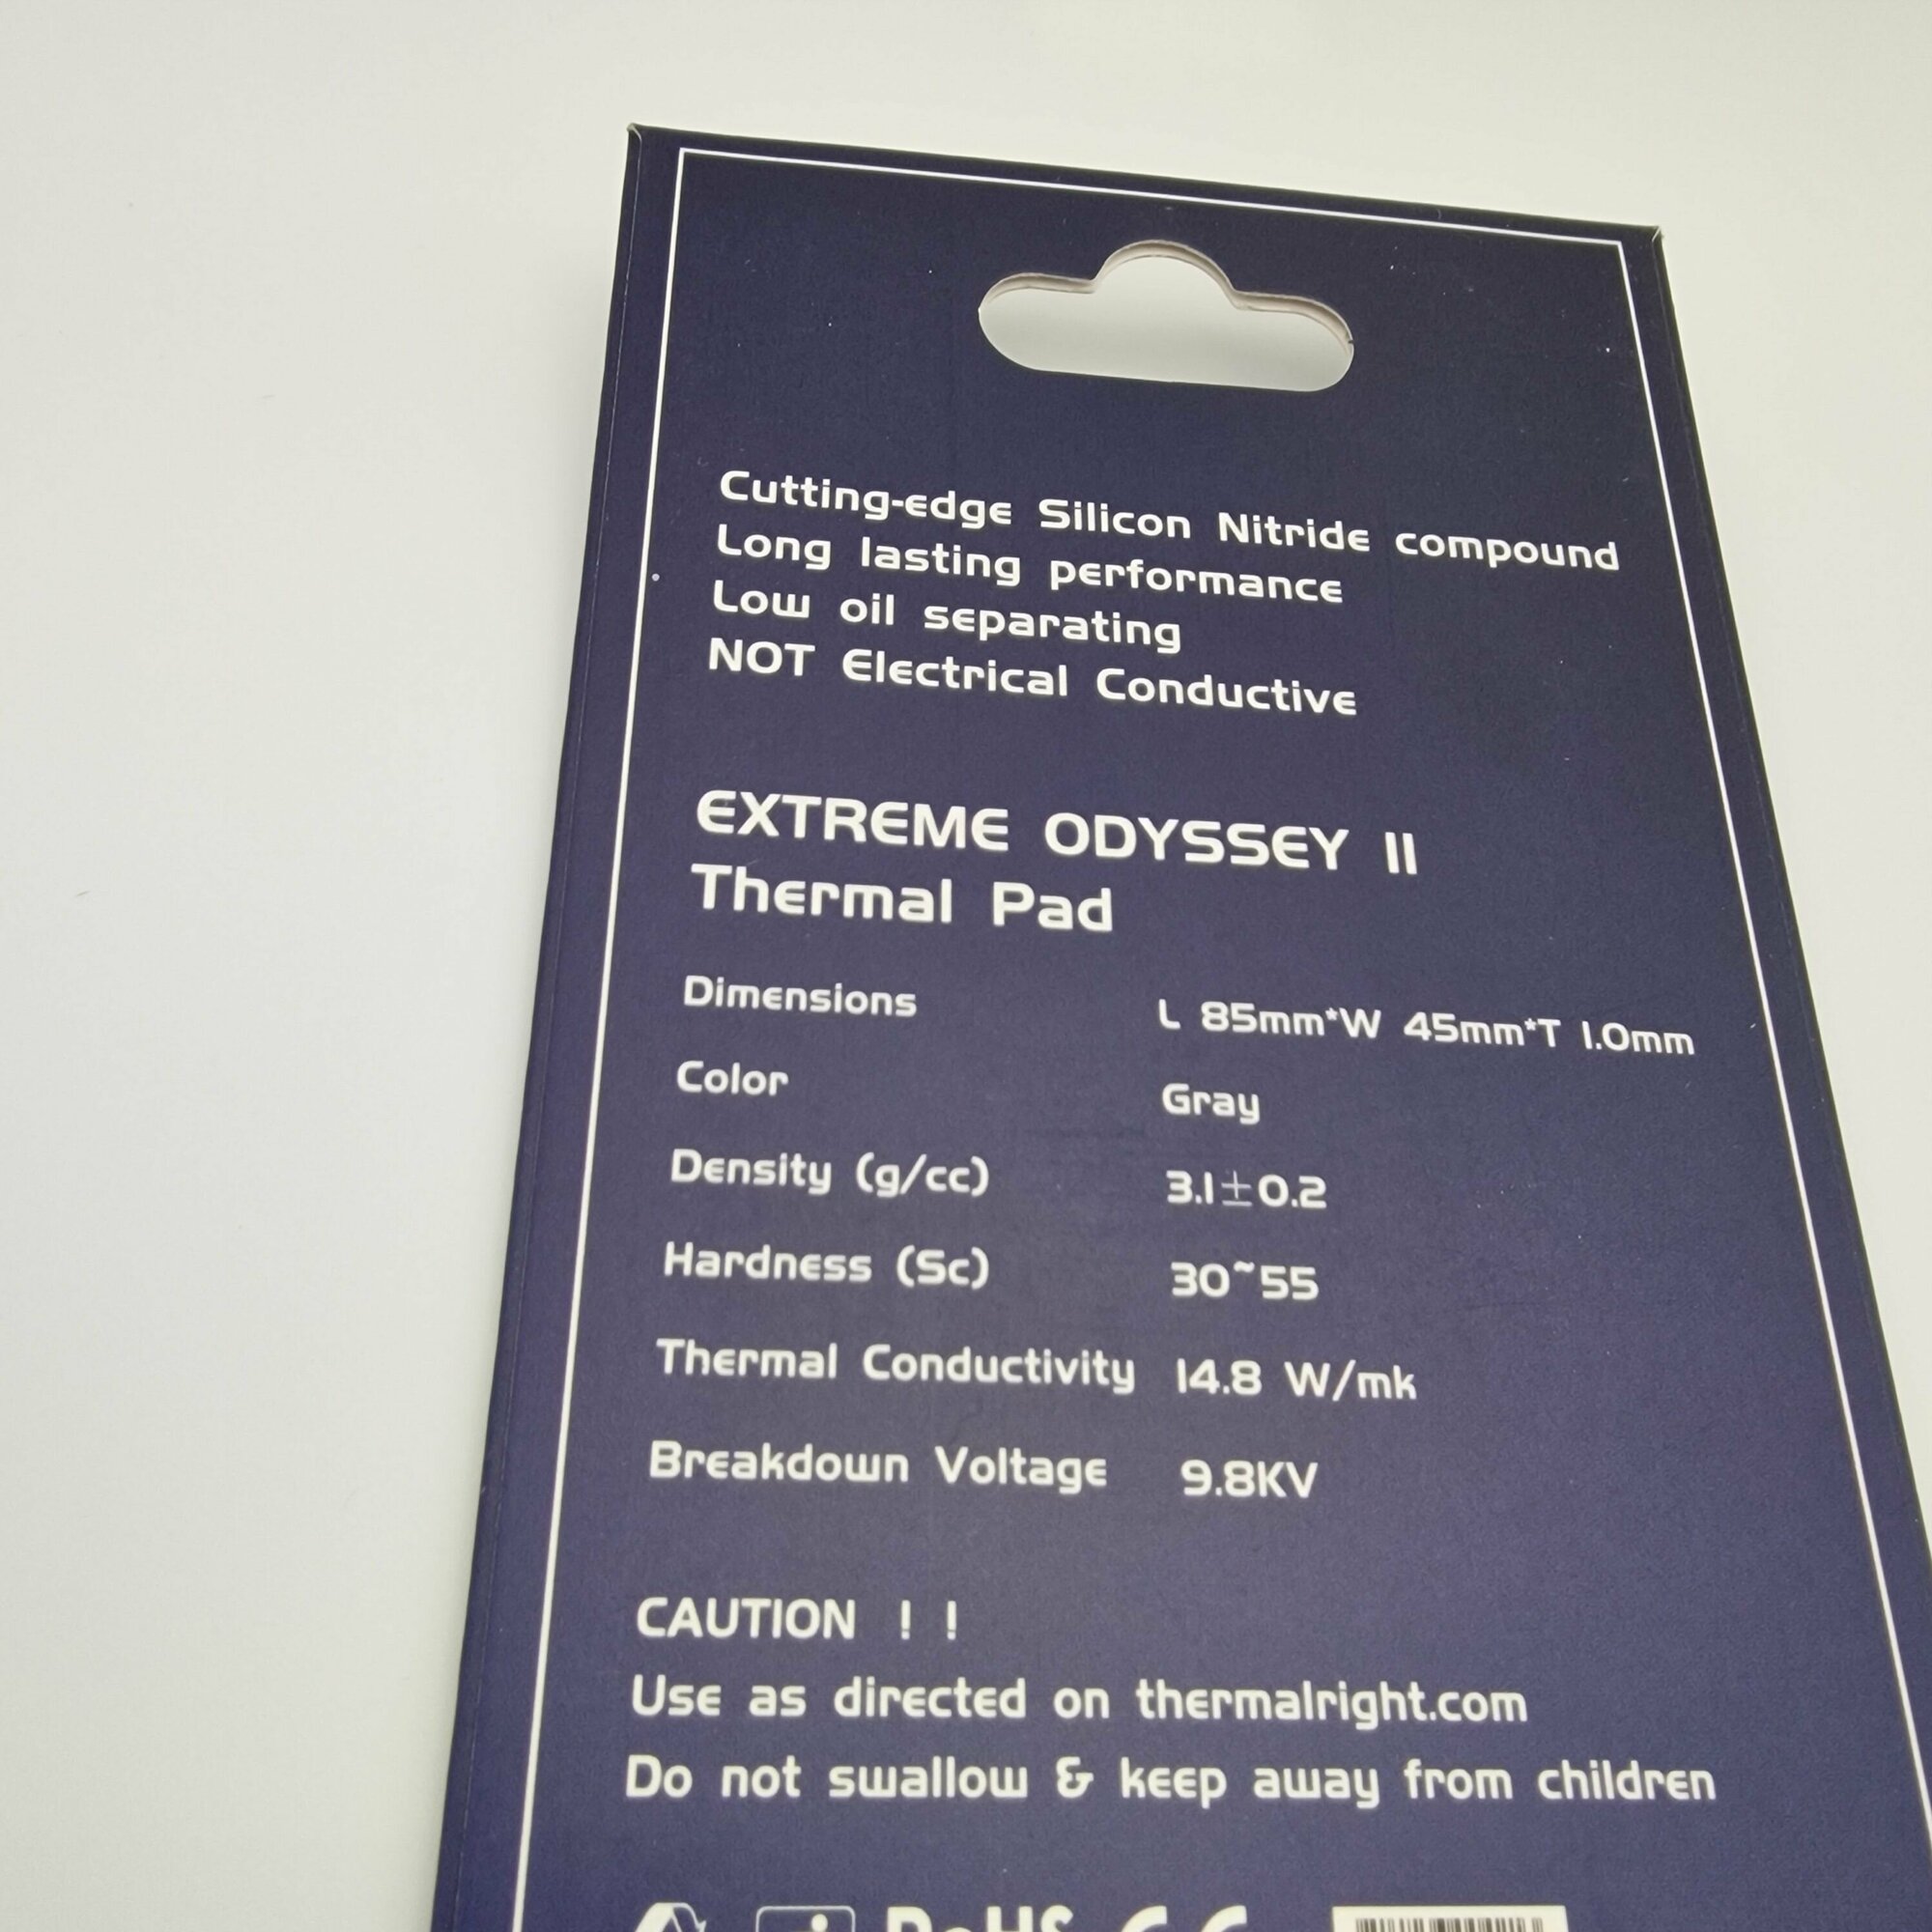 Cutting-edge Silicon Nitride compound
Long lasting performance
Low oil separating
NOT Electrical Conductive
EXTREME ODYSSEY II
Thermal Pad
Dimensions L 85mm*W 45mm*T 1.0mm
Color Gray
Density (g/cc) 3.1±0.2
Hardness (Sc) 30~55
Thermal Conductivity 14.8 W/mk
Breakdown Voltage 9.8KV
CAUTION ! !
Use as directed on thermalright.com
Do not swallow & keep away from children
RoHS CE